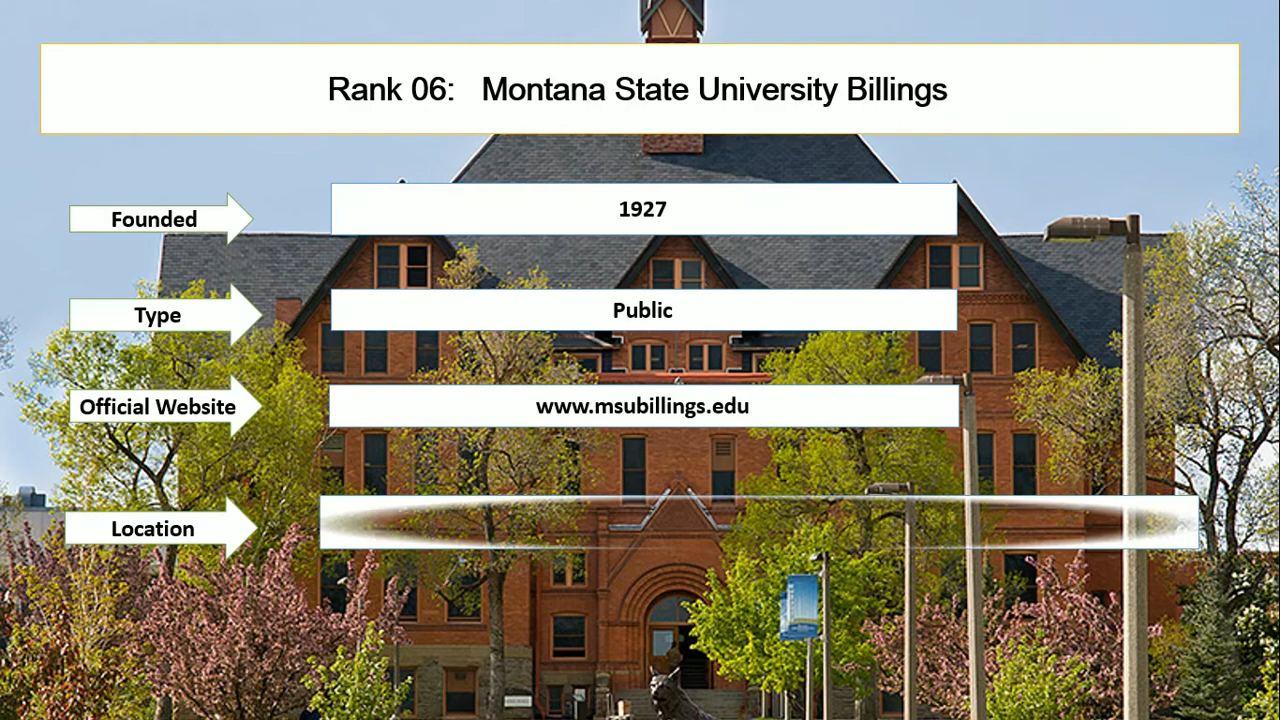 Rank 06: Montana State University Billings
Founded
1927
Type
Public
Official Website
www.msubillings.edu
Location